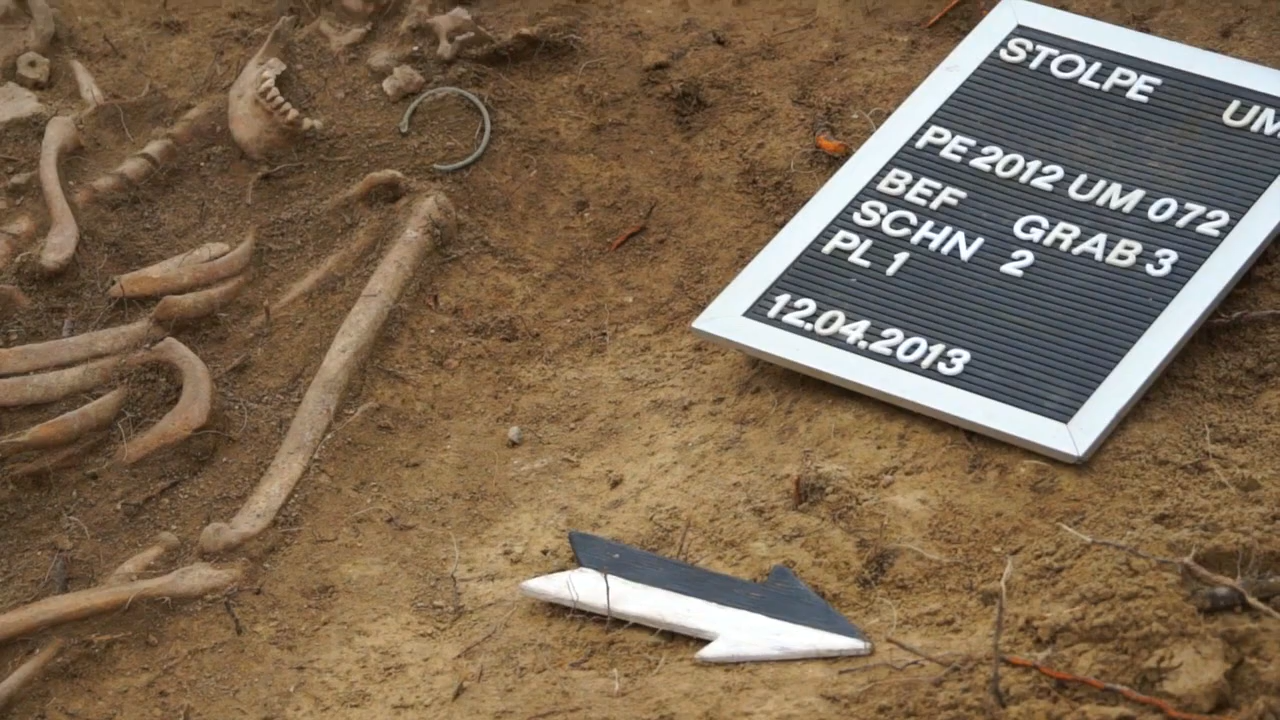 STOLPE UM
PE 2012 UM 072
BEF GRAB 3
SCHN 2
PL 1
12.04.2013